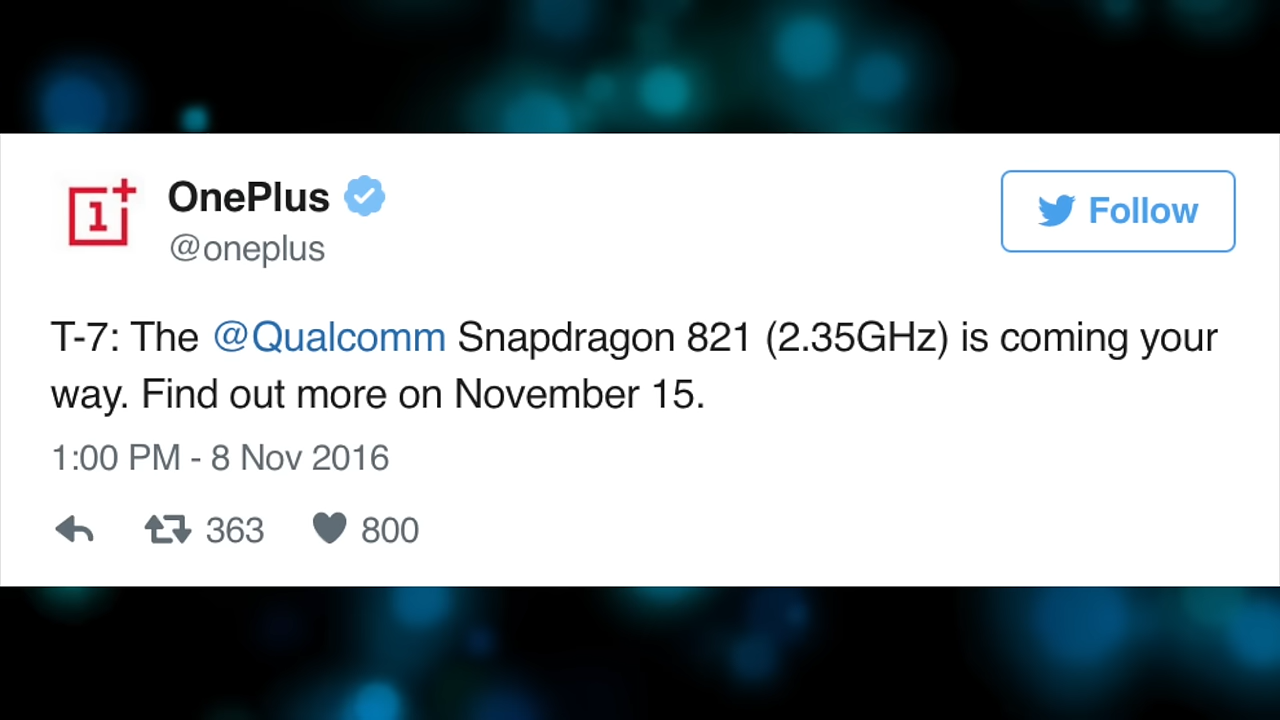 OnePlus
@oneplus
Follow
T-7: The @Qualcomm Snapdragon 821 (2.35GHz) is coming your
way. Find out more on November 15.
1:00 PM - 8 Nov 2016
363 800